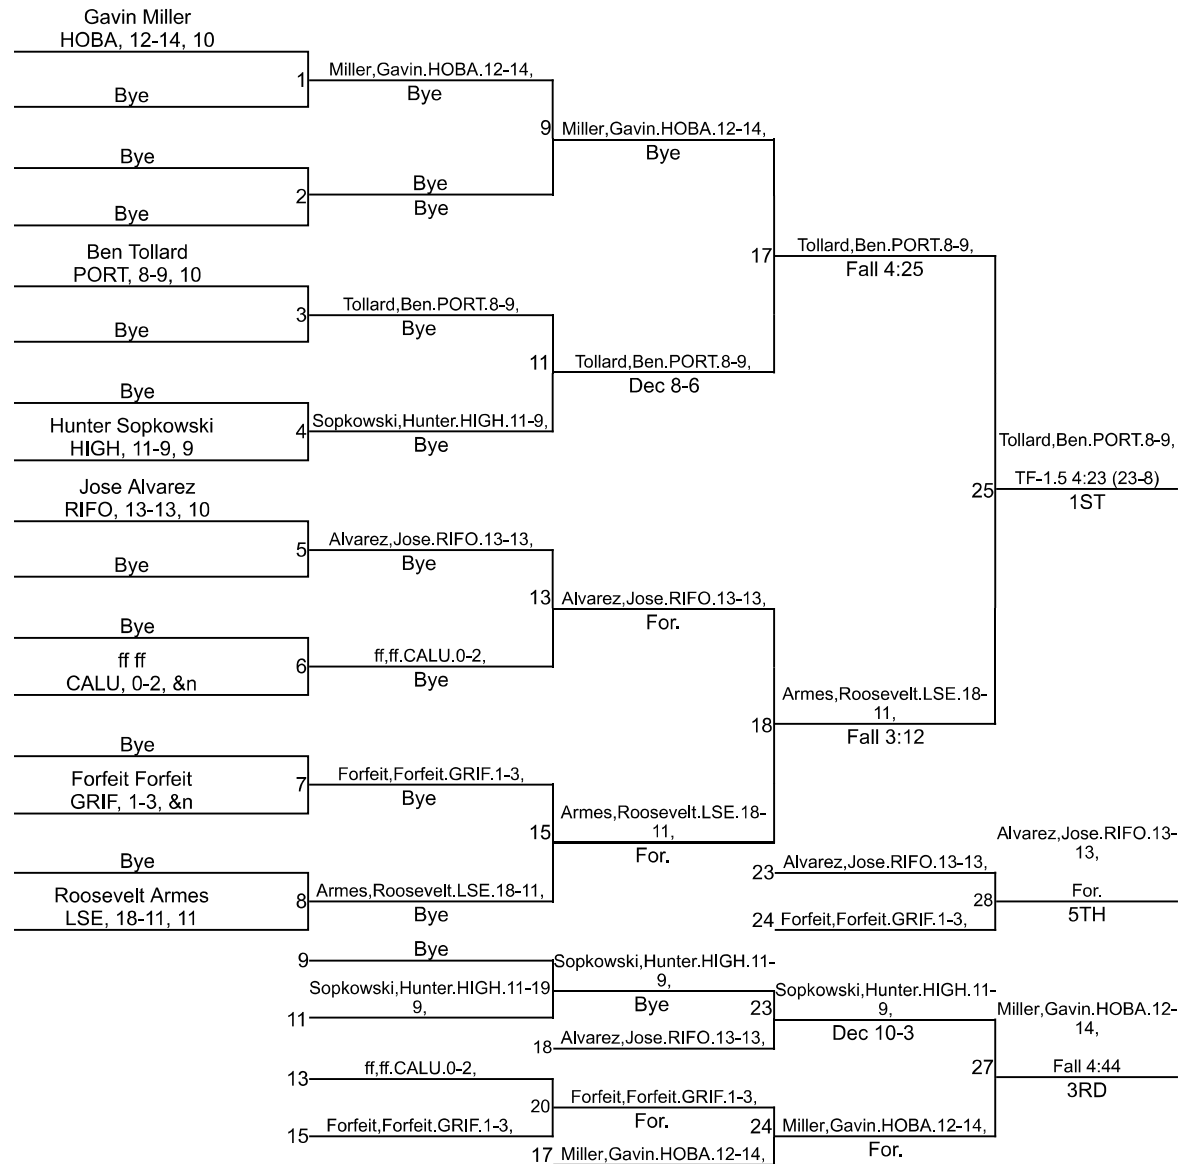 Gavin Miller
HOBA, 12-14, 10
1
Miller,Gavin.HOBA.12-14,
Bye
Bye
9
Miller,Gavin.HOBA.12-14,
Bye
Bye
2
Bye
Bye
Bye
Ben Tollard
PORT, 8-9, 10
17
Tollard,Ben.PORT.8-9,
Fall 4:25
3
Tollard,Ben.PORT.8-9,
Bye
Bye
11
Tollard,Ben.PORT.8-9,
Dec 8-6
Bye
Hunter Sopkowski
HIGH, 11-9, 9
4
Sopkowski,Hunter.HIGH.11-9,
Bye
Tollard,Ben.PORT.8-9,
25
TF-1.5 4:23 (23-8)
1ST
Jose Alvarez
RIFO, 13-13, 10
5
Alvarez,Jose.RIFO.13-13,
Bye
Bye
13
Alvarez,Jose.RIFO.13-13,
For.
Bye
ff ff
CALU, 0-2, &n
6
ff,ff.CALU.0-2,
Bye
18
Armes,Roosevelt.LSE.18-
11,
Fall 3:12
Bye
Forfeit Forfeit
GRIF, 1-3, &n
7
Forfeit,Forfeit.GRIF.1-3,
Bye
15
Armes,Roosevelt.LSE.18-
11,
For.
Bye
Roosevelt Armes
LSE, 18-11, 11
8
Armes,Roosevelt.LSE.18-11,
Bye
23
Alvarez,Jose.RIFO.13-13,
24
Forfeit,Forfeit.GRIF.1-3,
28
Alvarez,Jose.RIFO.13-
13,
For.
5TH
9
Bye
11
Sopkowski,Hunter.HIGH.11-
9,
19
Sopkowski,Hunter.HIGH.11-
9,
Bye
18
Alvarez,Jose.RIFO.13-13,
23
Sopkowski,Hunter.HIGH.11-
9,
Dec 10-3
13
ff,ff.CALU.0-2,
15
Forfeit,Forfeit.GRIF.1-3,
20
Forfeit,Forfeit.GRIF.1-3,
For.
17
Miller,Gavin.HOBA.12-14,
24
Miller,Gavin.HOBA.12-14,
For.
27
Miller,Gavin.HOBA.12-
14,
Fall 4:44
3RD